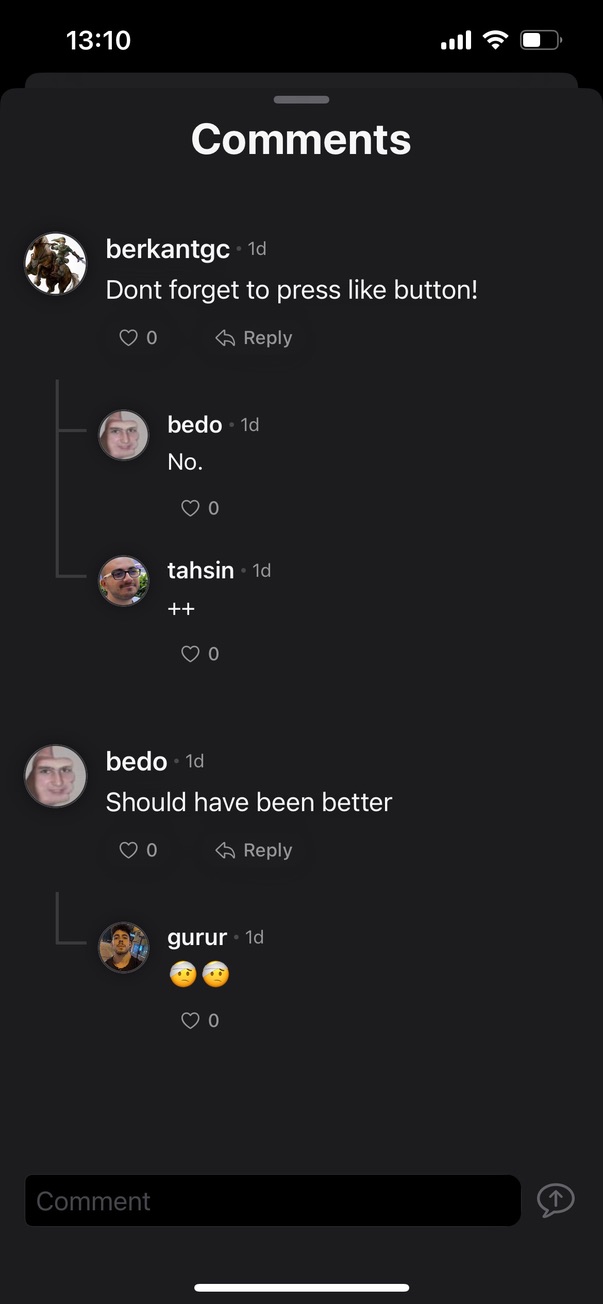 13:10
Comments
berkantgc • 1d
Dont forget to press like button!
0 Reply
bedo • 1d
No.
0
tahsin • 1d
++
0
bedo • 1d
Should have been better
0 Reply
gurur • 1d
🤕🤕
0
Comment